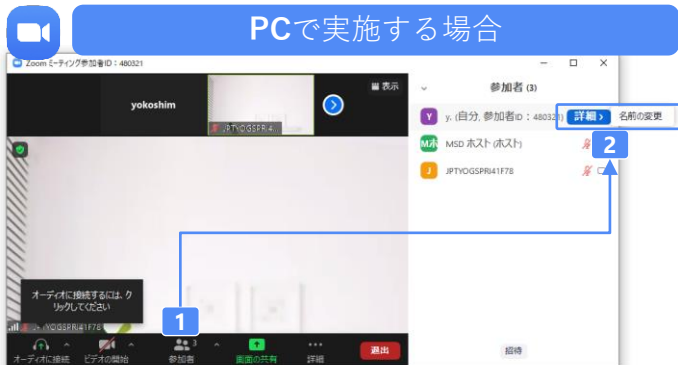 PCで実施する場合
Zoom ミーティング参加者ID：480321
表示
yokoshim
JPTYOGSPRI4...
参加者 (3)
y. (自分, 参加者ID：480321)
詳細 >
名前の変更
Y
M木
MSD ホスト (ホスト)
2
J
JPTYOGSPRI41F78
オーディオに接続するには、ク
リックしてください
1
JPTYOGSPRI41F78
オーディオに接続
ビデオの開始
3
参加者
画面の共有
詳細
退出
招待